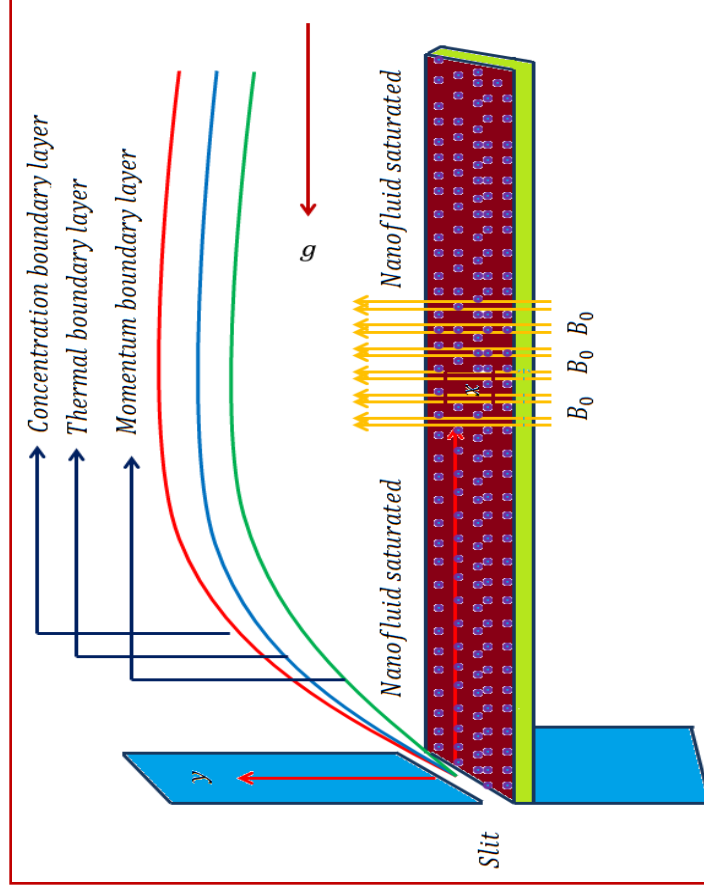 Concentration boundary layer
Thermal boundary layer
Momentum boundary layer
g
Nanofluid saturated
Nanofluid saturated
x
B0
B0
B0
y
Slit